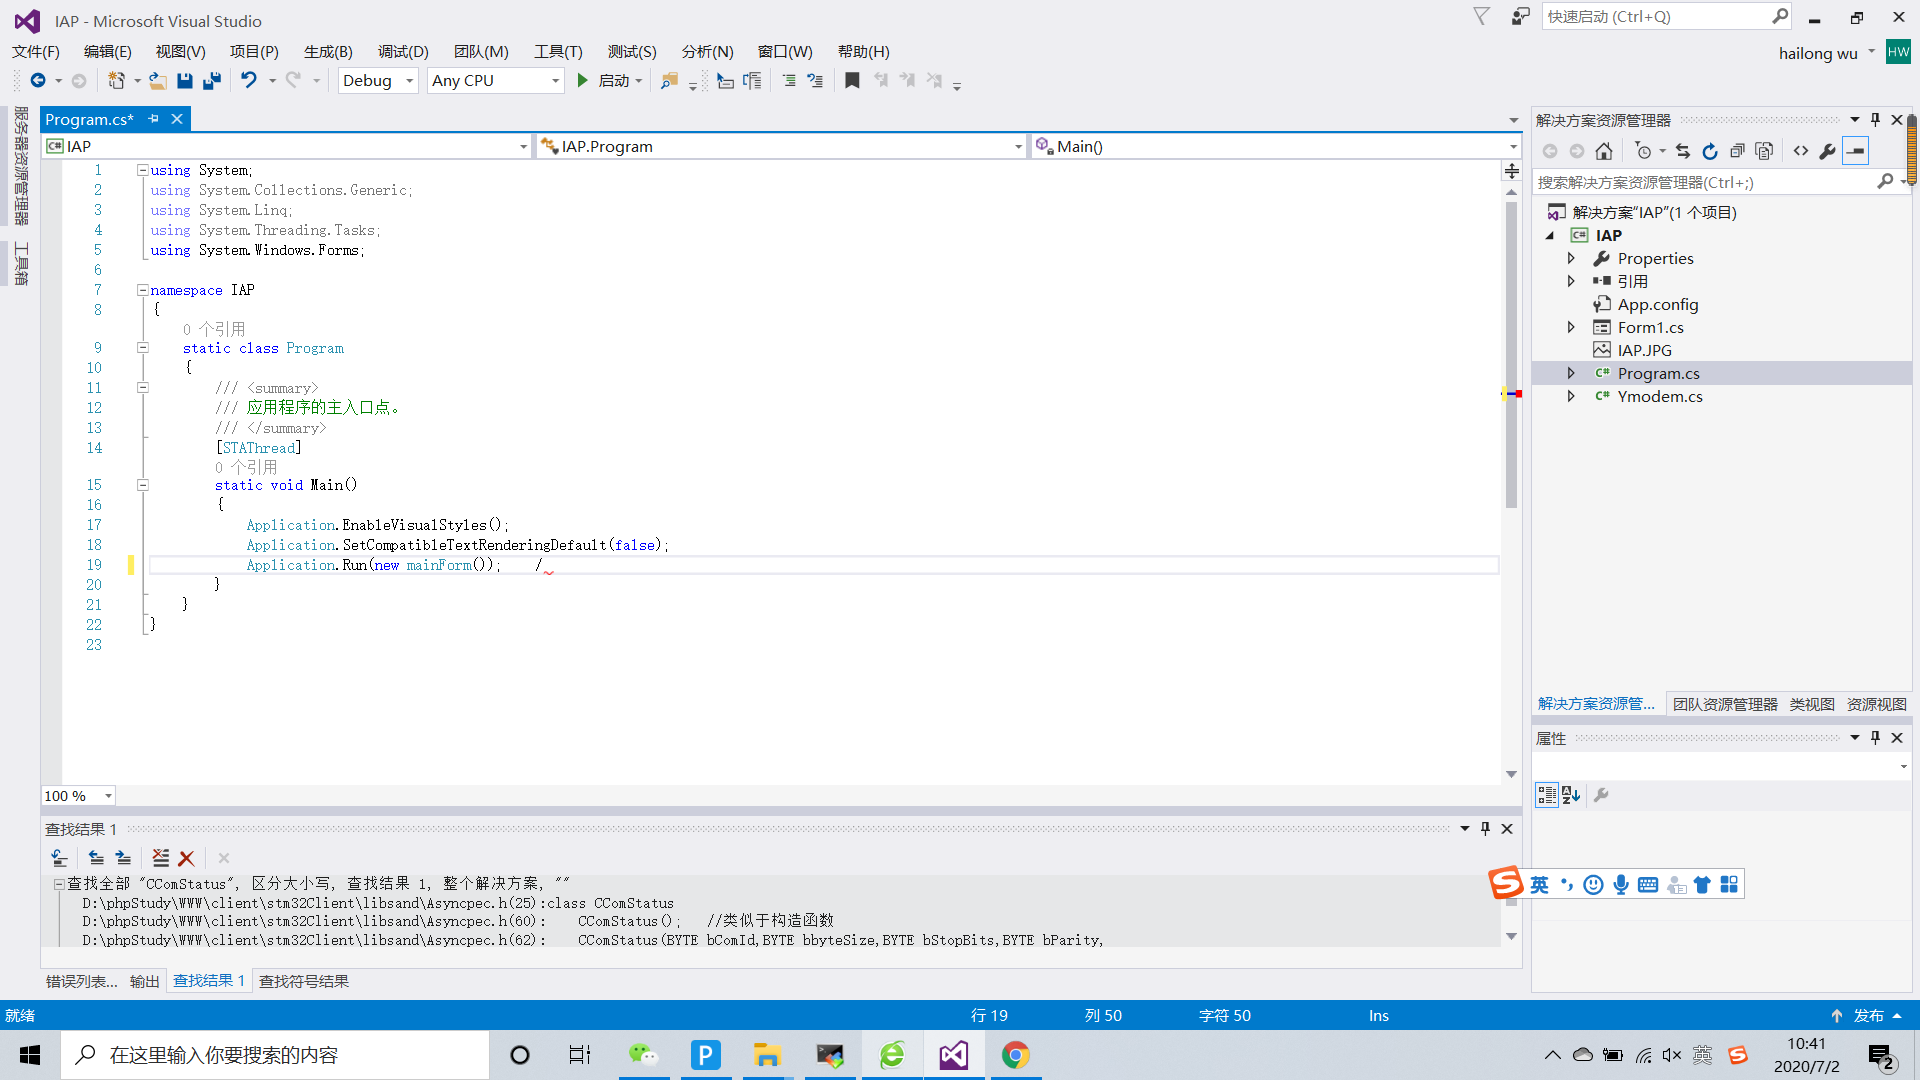 IAP - Microsoft Visual Studio
快速启动 (Ctrl+Q)
文件(F) 编辑(E) 视图(V) 项目(P) 生成(B) 调试(D) 团队(M) 工具(T) 测试(S) 分析(N) 窗口(W) 帮助(H)
hailong wu HW
Debug Any CPU 启动
服务器资源管理器
工具箱
Program.cs*
IAP IAP.Program Main()
1 using System;
2 using System.Collections.Generic;
3 using System.Linq;
4 using System.Threading.Tasks;
5 using System.Windows.Forms;
6
7 namespace IAP
8 {
0 个引用
9 static class Program
10 {
11 /// <summary>
12 /// 应用程序的主入口点。
13 /// </summary>
14 [STAThread]
0 个引用
15 static void Main()
16 {
17 Application.EnableVisualStyles();
18 Application.SetCompatibleTextRenderingDefault(false);
19 Application.Run(new mainForm()); /
20 }
21 }
22 }
23
100 %
解决方案资源管理器
搜索解决方案资源管理器(Ctrl+;)
解决方案“IAP”(1 个项目)
C# IAP
Properties
引用
App.config
Form1.cs
IAP.JPG
C# Program.cs
C# Ymodem.cs
解决方案资源管... 团队资源管理器 类视图 资源视图
属性
查找结果 1
查找全部 "CComStatus", 区分大小写, 查找结果 1, 整个解决方案, ""
D:\phpStudy\WWW\client\stm32Client\libsand\Asyncpec.h(25):class CComStatus
D:\phpStudy\WWW\client\stm32Client\libsand\Asyncpec.h(60): CComStatus(); //类似于构造函数
D:\phpStudy\WWW\client\stm32Client\libsand\Asyncpec.h(62): CComStatus(BYTE bComId,BYTE bbyteSize,BYTE bStopBits,BYTE bParity,
S 英
错误列表... 输出 查找结果 1 查找符号结果
就绪 行 19 列 50 字符 50 Ins 发布
在这里输入你要搜索的内容
P
英 S
10:41
2020/7/2
2